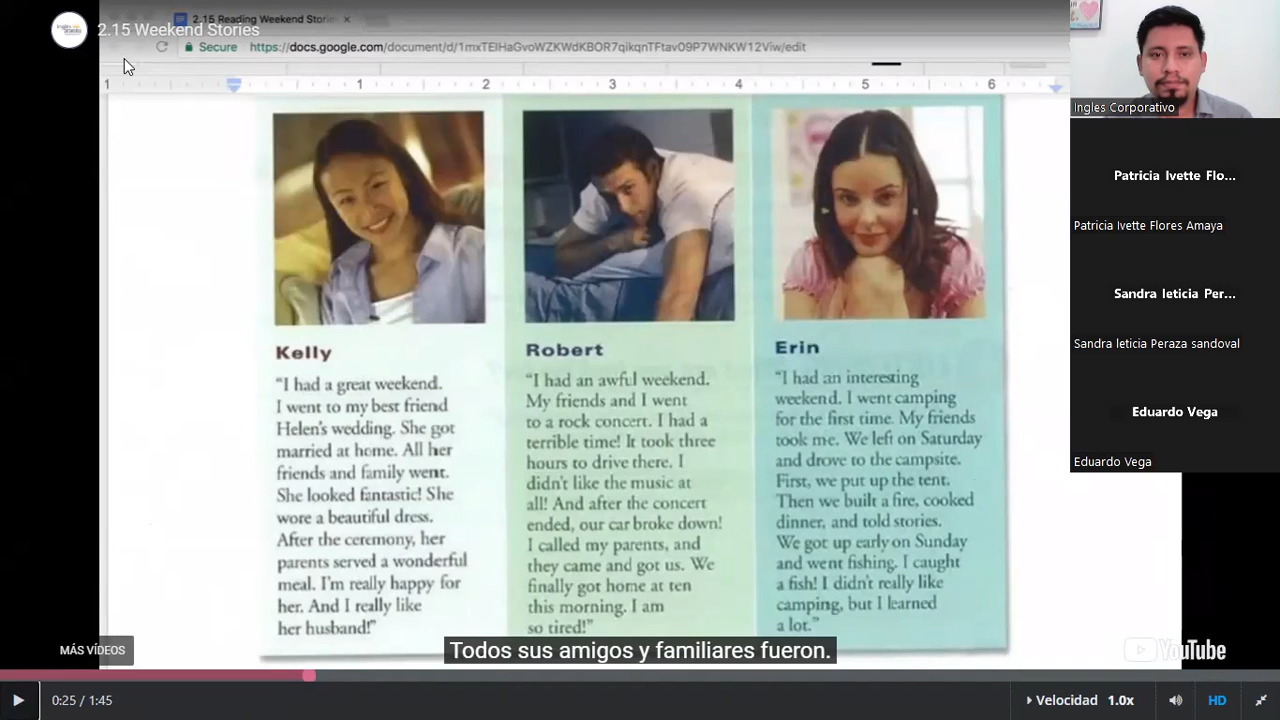 2.15 Reading Weekend Stories
2.15 Weekend Stories
Secure https://docs.google.com/document/d/1mxTEIHaGvoWZKWdKBOR7qikqnTFtav09P7WNKW12Viw/edit
1 1 2 3 4 5 6
Kelly
"I had a great weekend.
I went to my best friend
Helen's wedding. She got
married at home. All her
friends and family went.
She looked fantastic! She
wore a beautiful dress.
After the ceremony, her
parents served a wonderful
meal. I'm really happy for
her. And I really like
her husband!"
Robert
"I had an awful weekend.
My friends and I went
to a rock concert. I had a
terrible time! It took three
hours to drive there. I
didn't like the music at
all! And after the concert
ended, our car broke down!
I called my parents, and
they came and got us. We
finally got home at ten
this morning. I am
so tired!"
Erin
"I had an interesting
weekend. I went camping
for the first time. My friends
took me. We left on Saturday
and drove to the campsite.
First, we put up the tent.
Then we built a fire, cooked
dinner, and told stories.
We got up early on Sunday
and went fishing. I caught
a fish! I didn't really like
camping, but I learned
a lot."
Todos sus amigos y familiares fueron.
MÁS VÍDEOS
YouTube
0:25 / 1:45
Velocidad 1.0x
HD
Ingles Corporativo
Patricia Ivette Flo...
Patricia Ivette Flores Amaya
Sandra leticia Per...
Sandra leticia Peraza sandoval
Eduardo Vega
Eduardo Vega